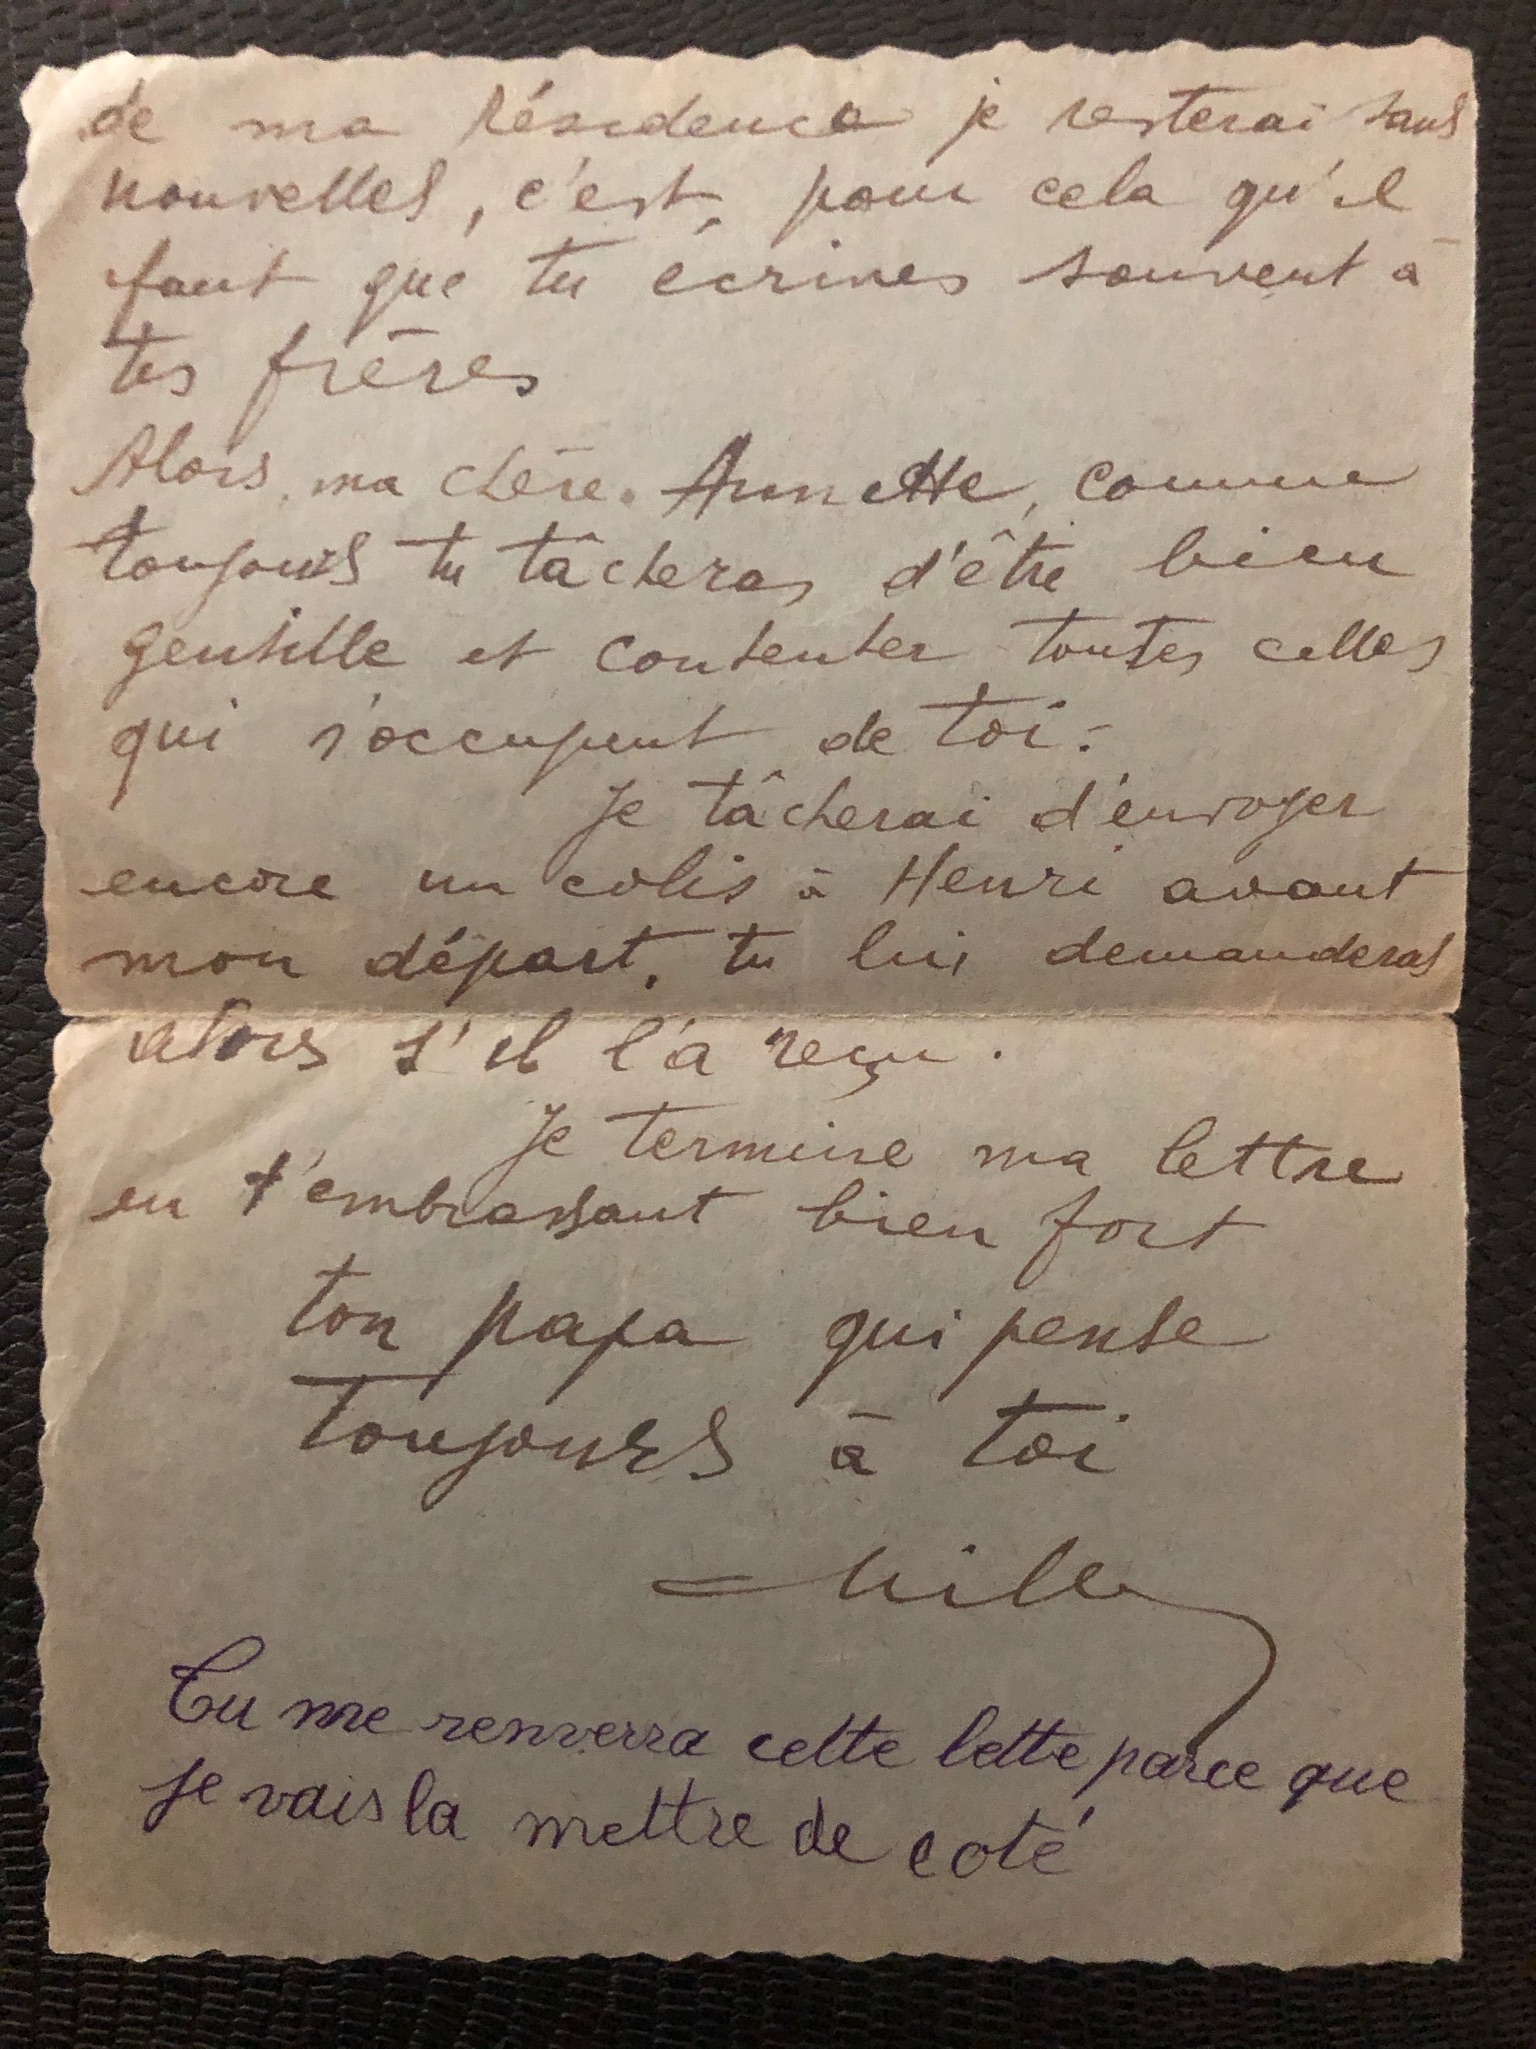 de ma résidence je resterai sans
nouvelles, c'est, pour cela qu'il
faut que tu écrives souvent à
tes frères
Alors, ma chère. Annette, comme
toujours tu tâcheras d'être bien
gentille et contenter toutes celles
qui s'occupent de toi.
Je tâcherai d'envoyer
encore un colis à Henri avant
mon départ, tu lui demanderas
alors s'il l'a reçu.
Je termine ma lettre
en t'embrassant bien fort
ton papa qui pense
toujours à toi
Tu me renverra cette lette parce que
je vais la mettre de coté